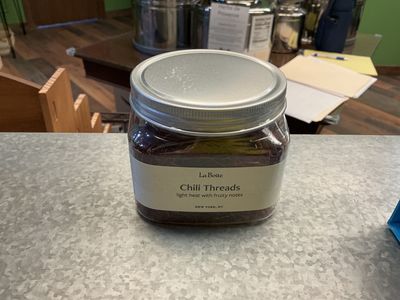 La Boîte
Chili Threads
light heat with fruity notes
NEW YORK, NY